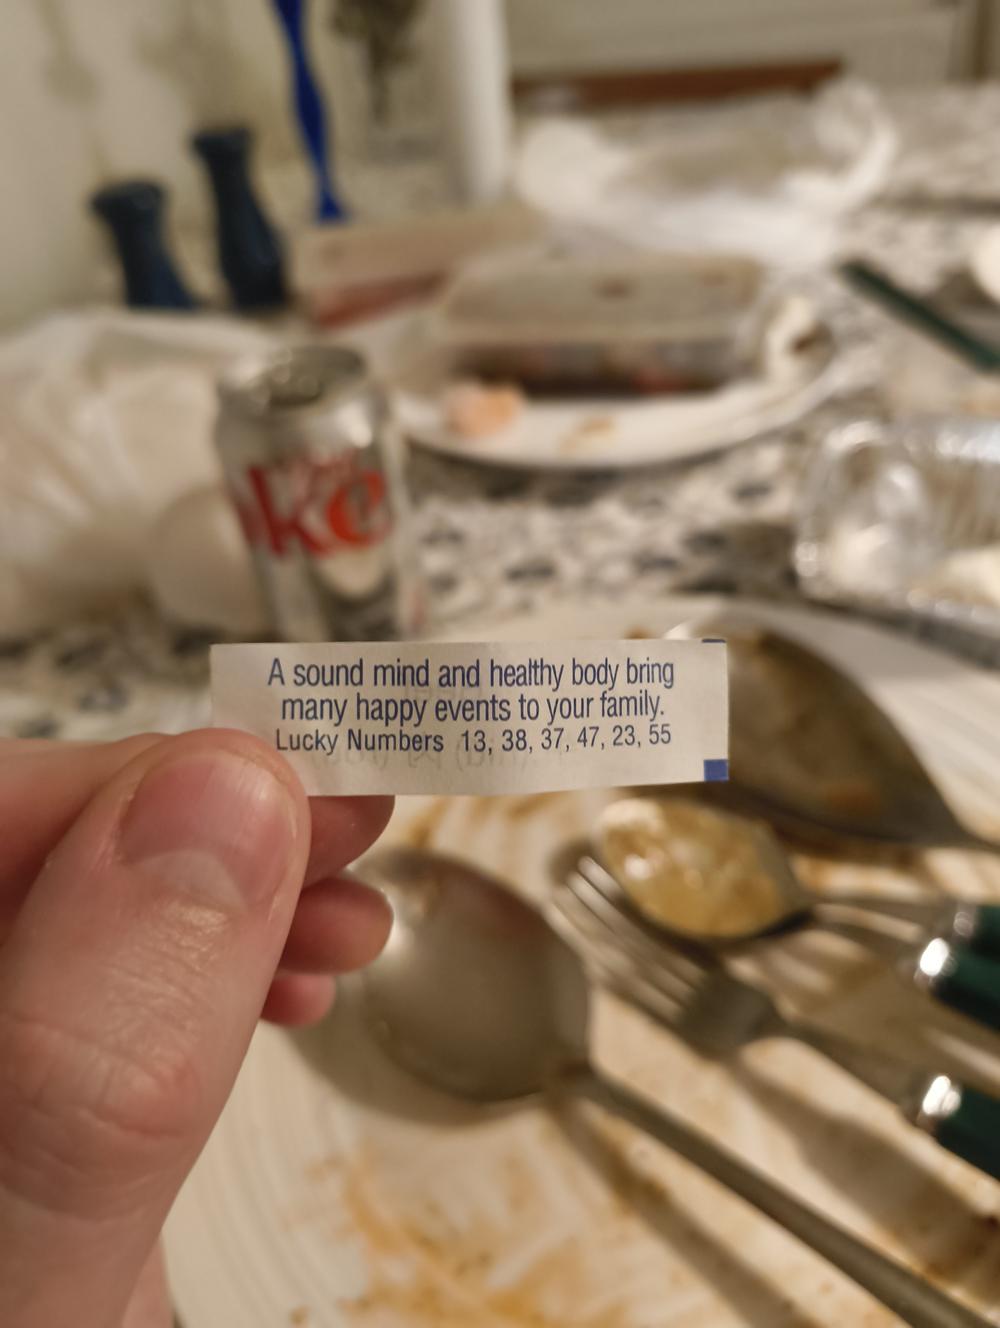 ke
A sound mind and healthy body bring
many happy events to your family.
Lucky Numbers 13, 38, 37, 47, 23, 55